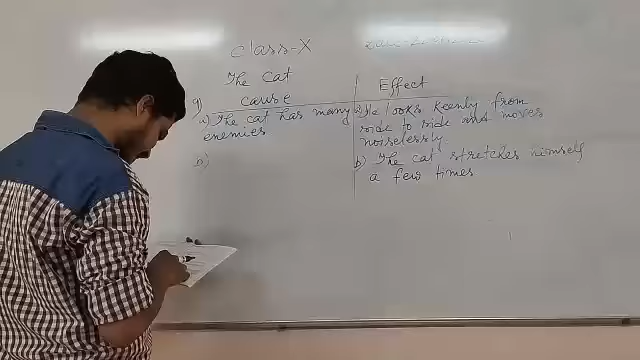 Class-X
The Cat
9) cause
Effect
a) The cat has many
enemies
a) He looks keenly from
side to side and moves
noiselessly
b)
b) The cat stretches himself
a few times